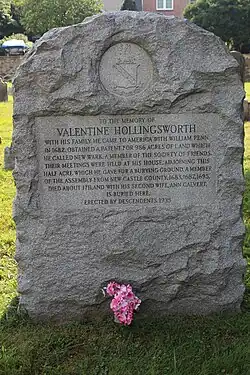 TO THE MEMORY OF
VALENTINE HOLLINGSWORTH
WITH HIS FAMILY, HE CAME TO AMERICA WITH WILLIAM PENN
IN 1682, OBTAINED A PATENT FOR 986 ACRES OF LAND WHICH
HE CALLED NEW WARK. A MEMBER OF THE SOCIETY OF FRIENDS
THEIR MEETINGS WERE HELD AT HIS HOUSE, ADJOINING THIS
HALF ACRE, WHICH HE GAVE FOR A BURYING GROUND. A MEMBER
OF THE ASSEMBLY FROM NEW CASTLE COUNTY, 1683, 1687, 1695,
DIED ABOUT 1711, AND WITH HIS SECOND WIFE, ANN CALVERT,
IS BURIED HERE.
ERECTED BY DESCENDENTS, 1935